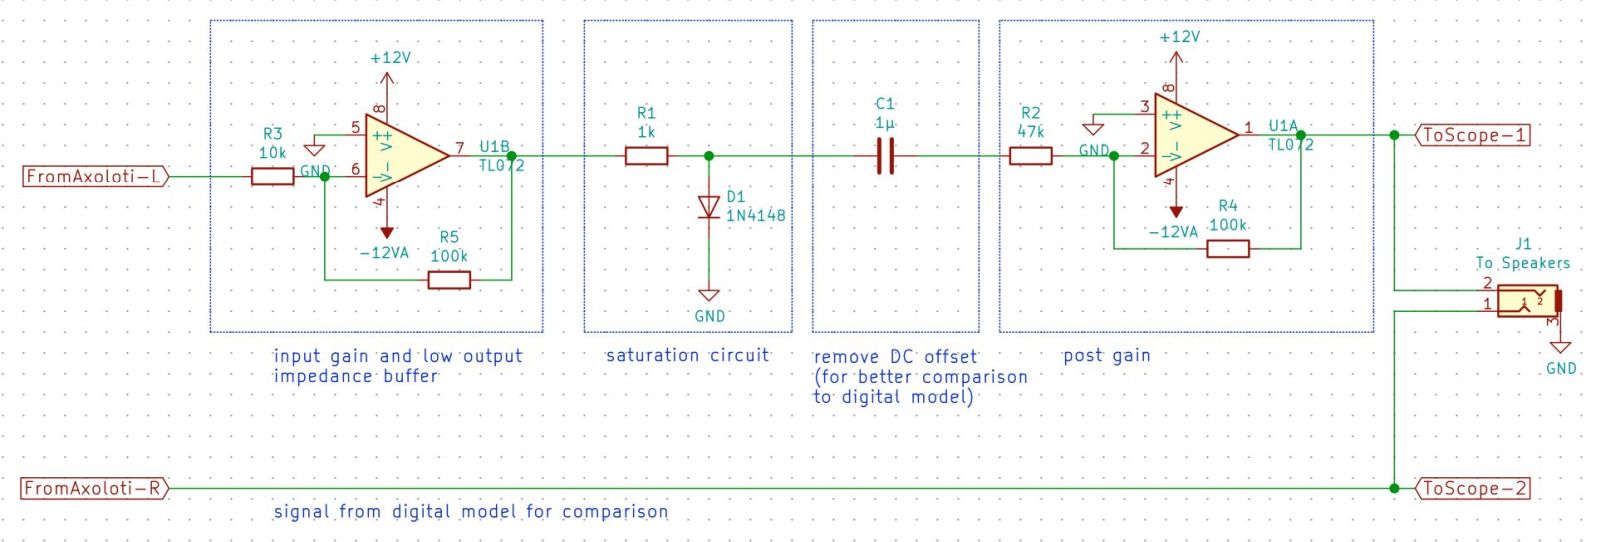 +12V
8
R3
10k
5
++
V
GND
6
-
V-
4
7
U1B
TL072
FromAxoloti-L
-12VA
R5
100k
input gain and low output
impedance buffer
R1
1k
D1
1N4148
GND
saturation circuit
C1
1µ
remove DC offset
(for better comparison
to digital model)
R2
47k
+12V
8
3
++
V
GND
2
-
V-
4
1
U1A
TL072
-12VA
R4
100k
post gain
ToScope-1
J1
To Speakers
2
1
1
2
3
GND
FromAxoloti-R
signal from digital model for comparison
ToScope-2